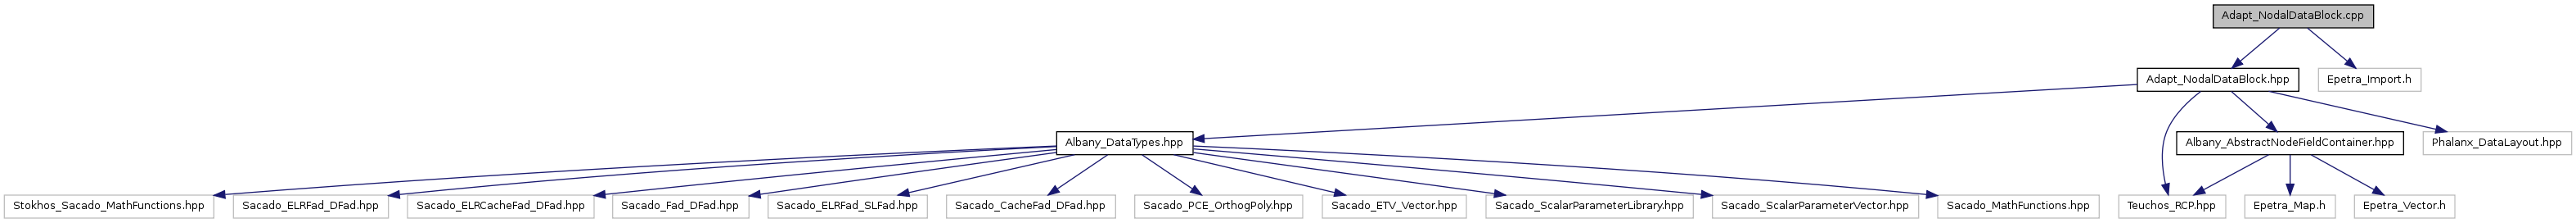 Adapt_NodalDataBlock.cpp
Adapt_NodalDataBlock.hpp
Epetra_Import.h
Albany_DataTypes.hpp
Albany_AbstractNodeFieldContainer.hpp
Phalanx_DataLayout.hpp
Stokhos_Sacado_MathFunctions.hpp
Sacado_ELRFad_DFad.hpp
Sacado_ELRCacheFad_DFad.hpp
Sacado_Fad_DFad.hpp
Sacado_ELRFad_SLFad.hpp
Sacado_CacheFad_DFad.hpp
Sacado_PCE_OrthogPoly.hpp
Sacado_ETV_Vector.hpp
Sacado_ScalarParameterLibrary.hpp
Sacado_ScalarParameterVector.hpp
Sacado_MathFunctions.hpp
Teuchos_RCP.hpp
Epetra_Map.h
Epetra_Vector.h